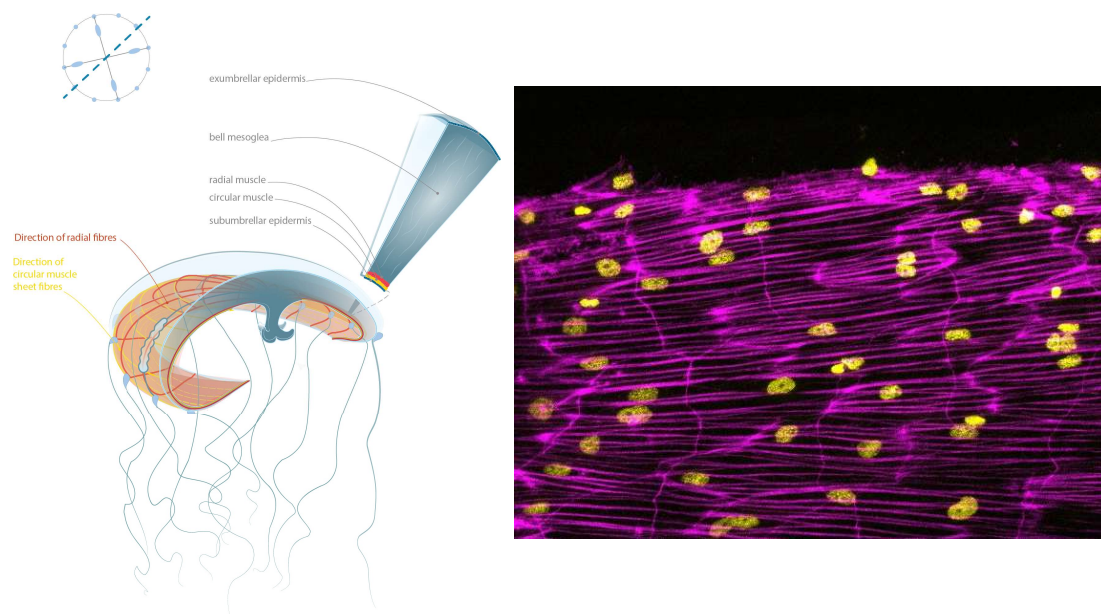 exumbrellar epidermis
bell mesoglea
radial muscle
circular muscle
subumbrellar epidermis
Direction of radial fibres
Direction of
circular muscle
sheet fibres